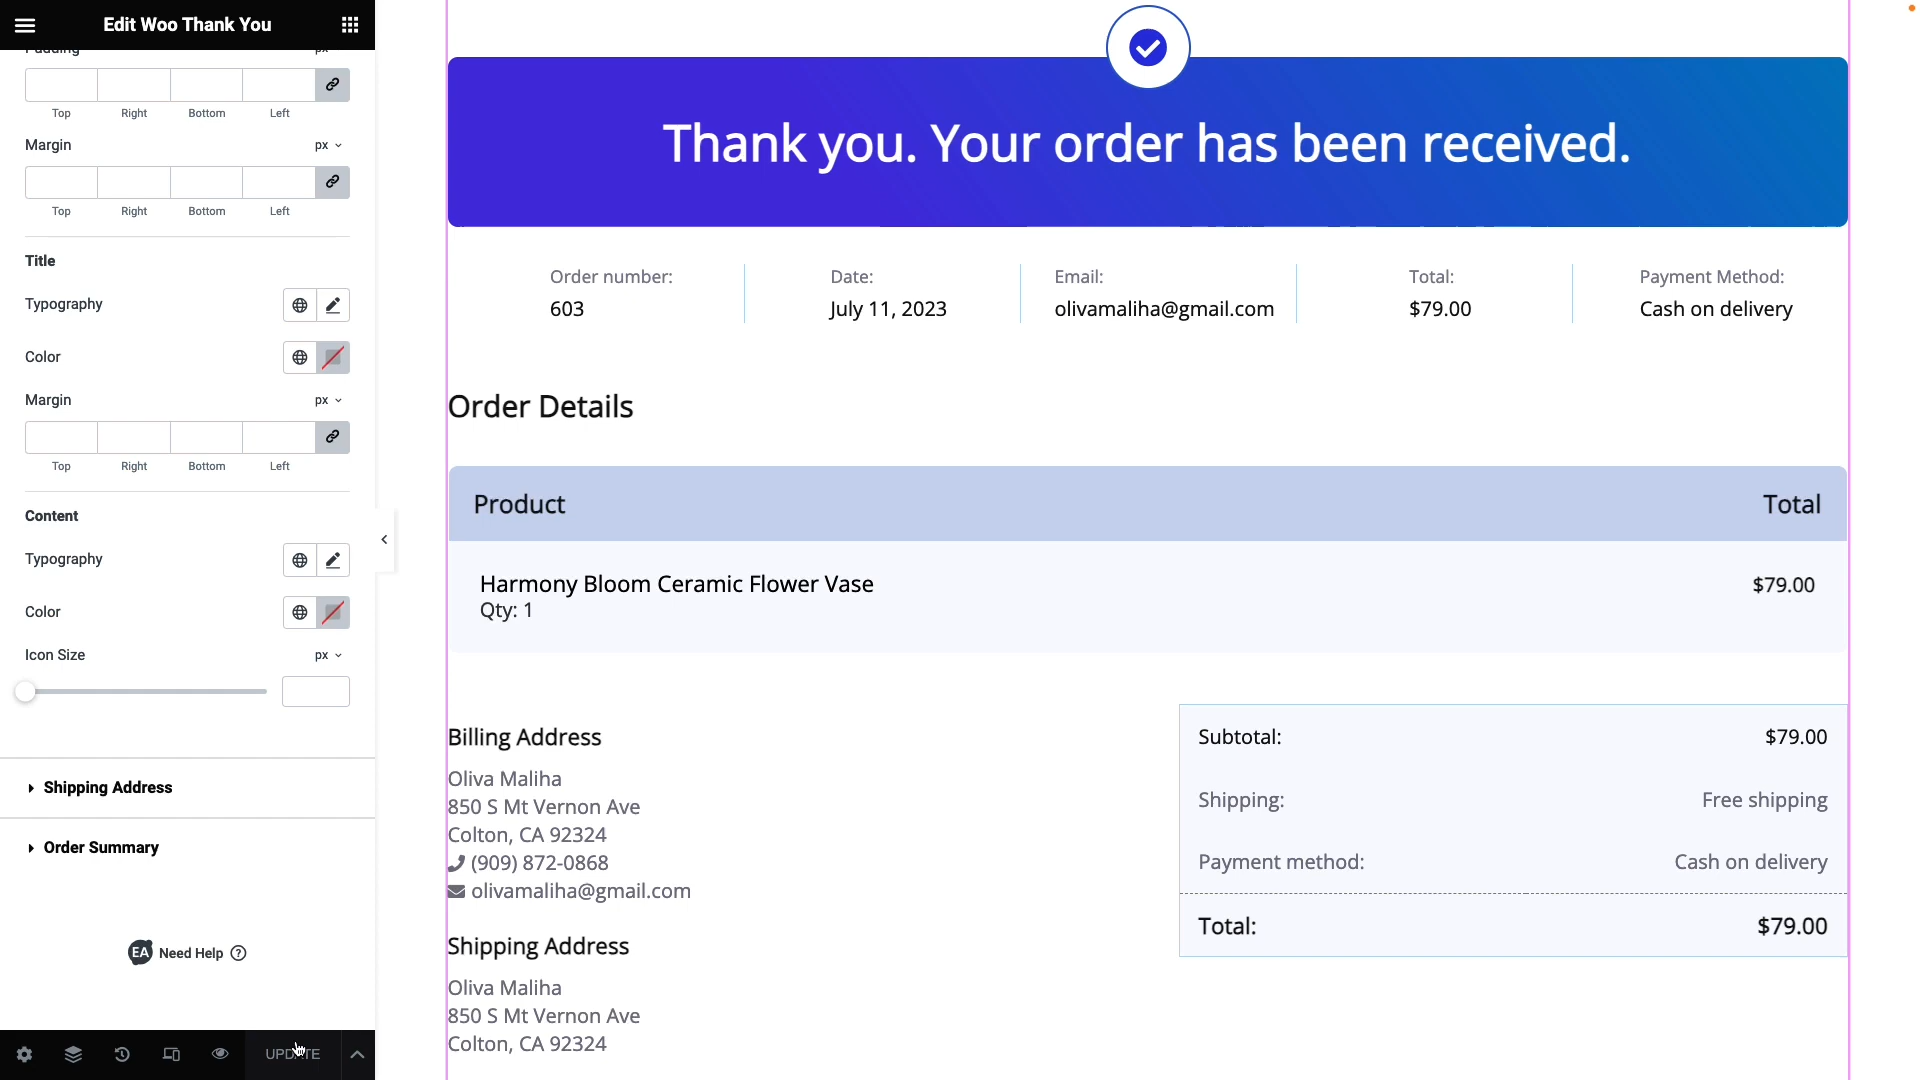 Edit Woo Thank You
Padding px
Top Right Bottom Left
Margin px
Top Right Bottom Left
Title
Typography
Color
Margin px
Top Right Bottom Left
Content
Typography
Color
Icon Size px
Shipping Address
Order Summary
EA Need Help ?
UPDATE
Thank you. Your order has been received.
Order number: Date: Email: Total: Payment Method:
603 July 11, 2023 olivamaliha@gmail.com $79.00 Cash on delivery
Order Details
Product Total
Harmony Bloom Ceramic Flower Vase $79.00
Qty: 1
Billing Address
Oliva Maliha
850 S Mt Vernon Ave
Colton, CA 92324
(909) 872-0868
olivamaliha@gmail.com
Shipping Address
Oliva Maliha
850 S Mt Vernon Ave
Colton, CA 92324
Subtotal: $79.00
Shipping: Free shipping
Payment method: Cash on delivery
Total: $79.00